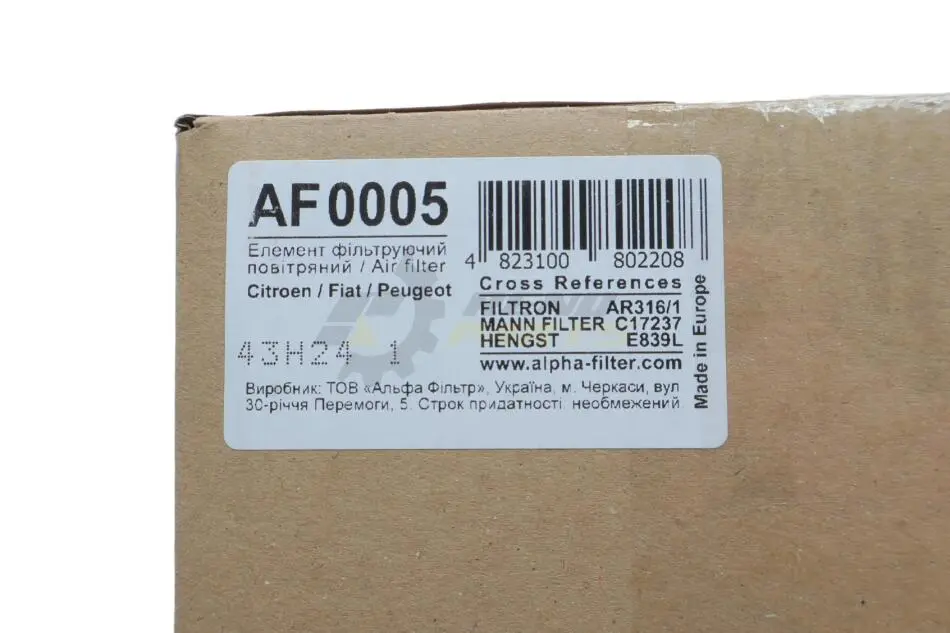 AF0005
Елемент фільтруючий
повітряний / Air filter
Citroen / Fiat / Peugeot
43H24 1
4 823100 802208
Cross References
FILTRON AR316/1
MANN FILTER C17237
HENGST E839L
www.alpha-filter.com
Made in Europe
Виробник: ТОВ «Альфа Фільтр», Україна, м. Черкаси, вул
30-річчя Перемоги, 5. Строк придатності: необмежений.